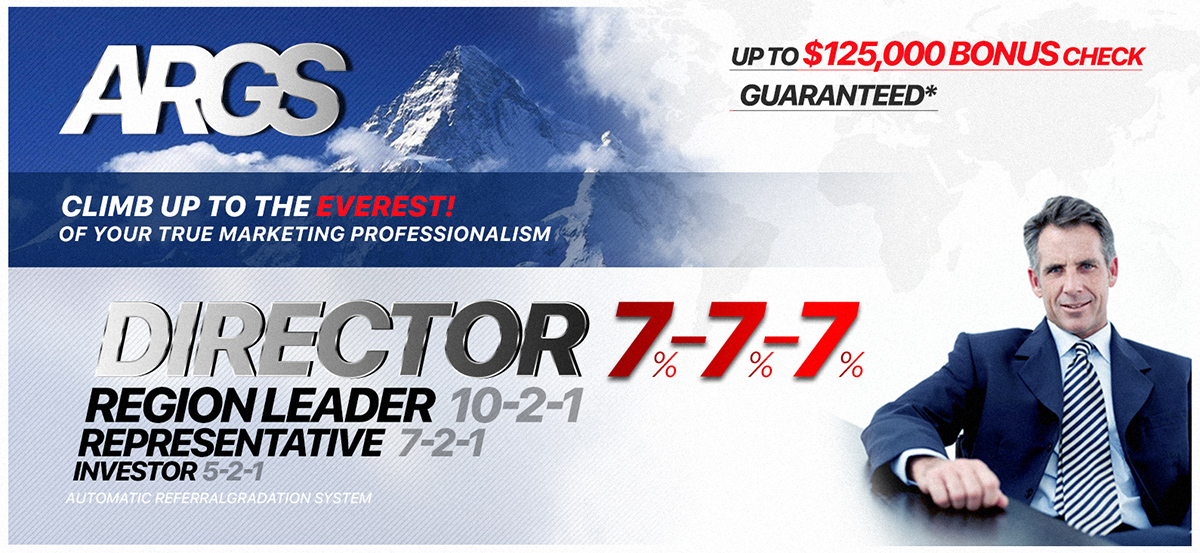 ARGS
UP TO $125,000 BONUS CHECK
GUARANTEED*
CLIMB UP TO THE EVEREST!
OF YOUR TRUE MARKETING PROFESSIONALISM
DIRECTOR 7%-7%-7%
REGION LEADER 10-2-1
REPRESENTATIVE 7-2-1
INVESTOR 5-2-1
AUTOMATIC REFERRALGRADATION SYSTEM